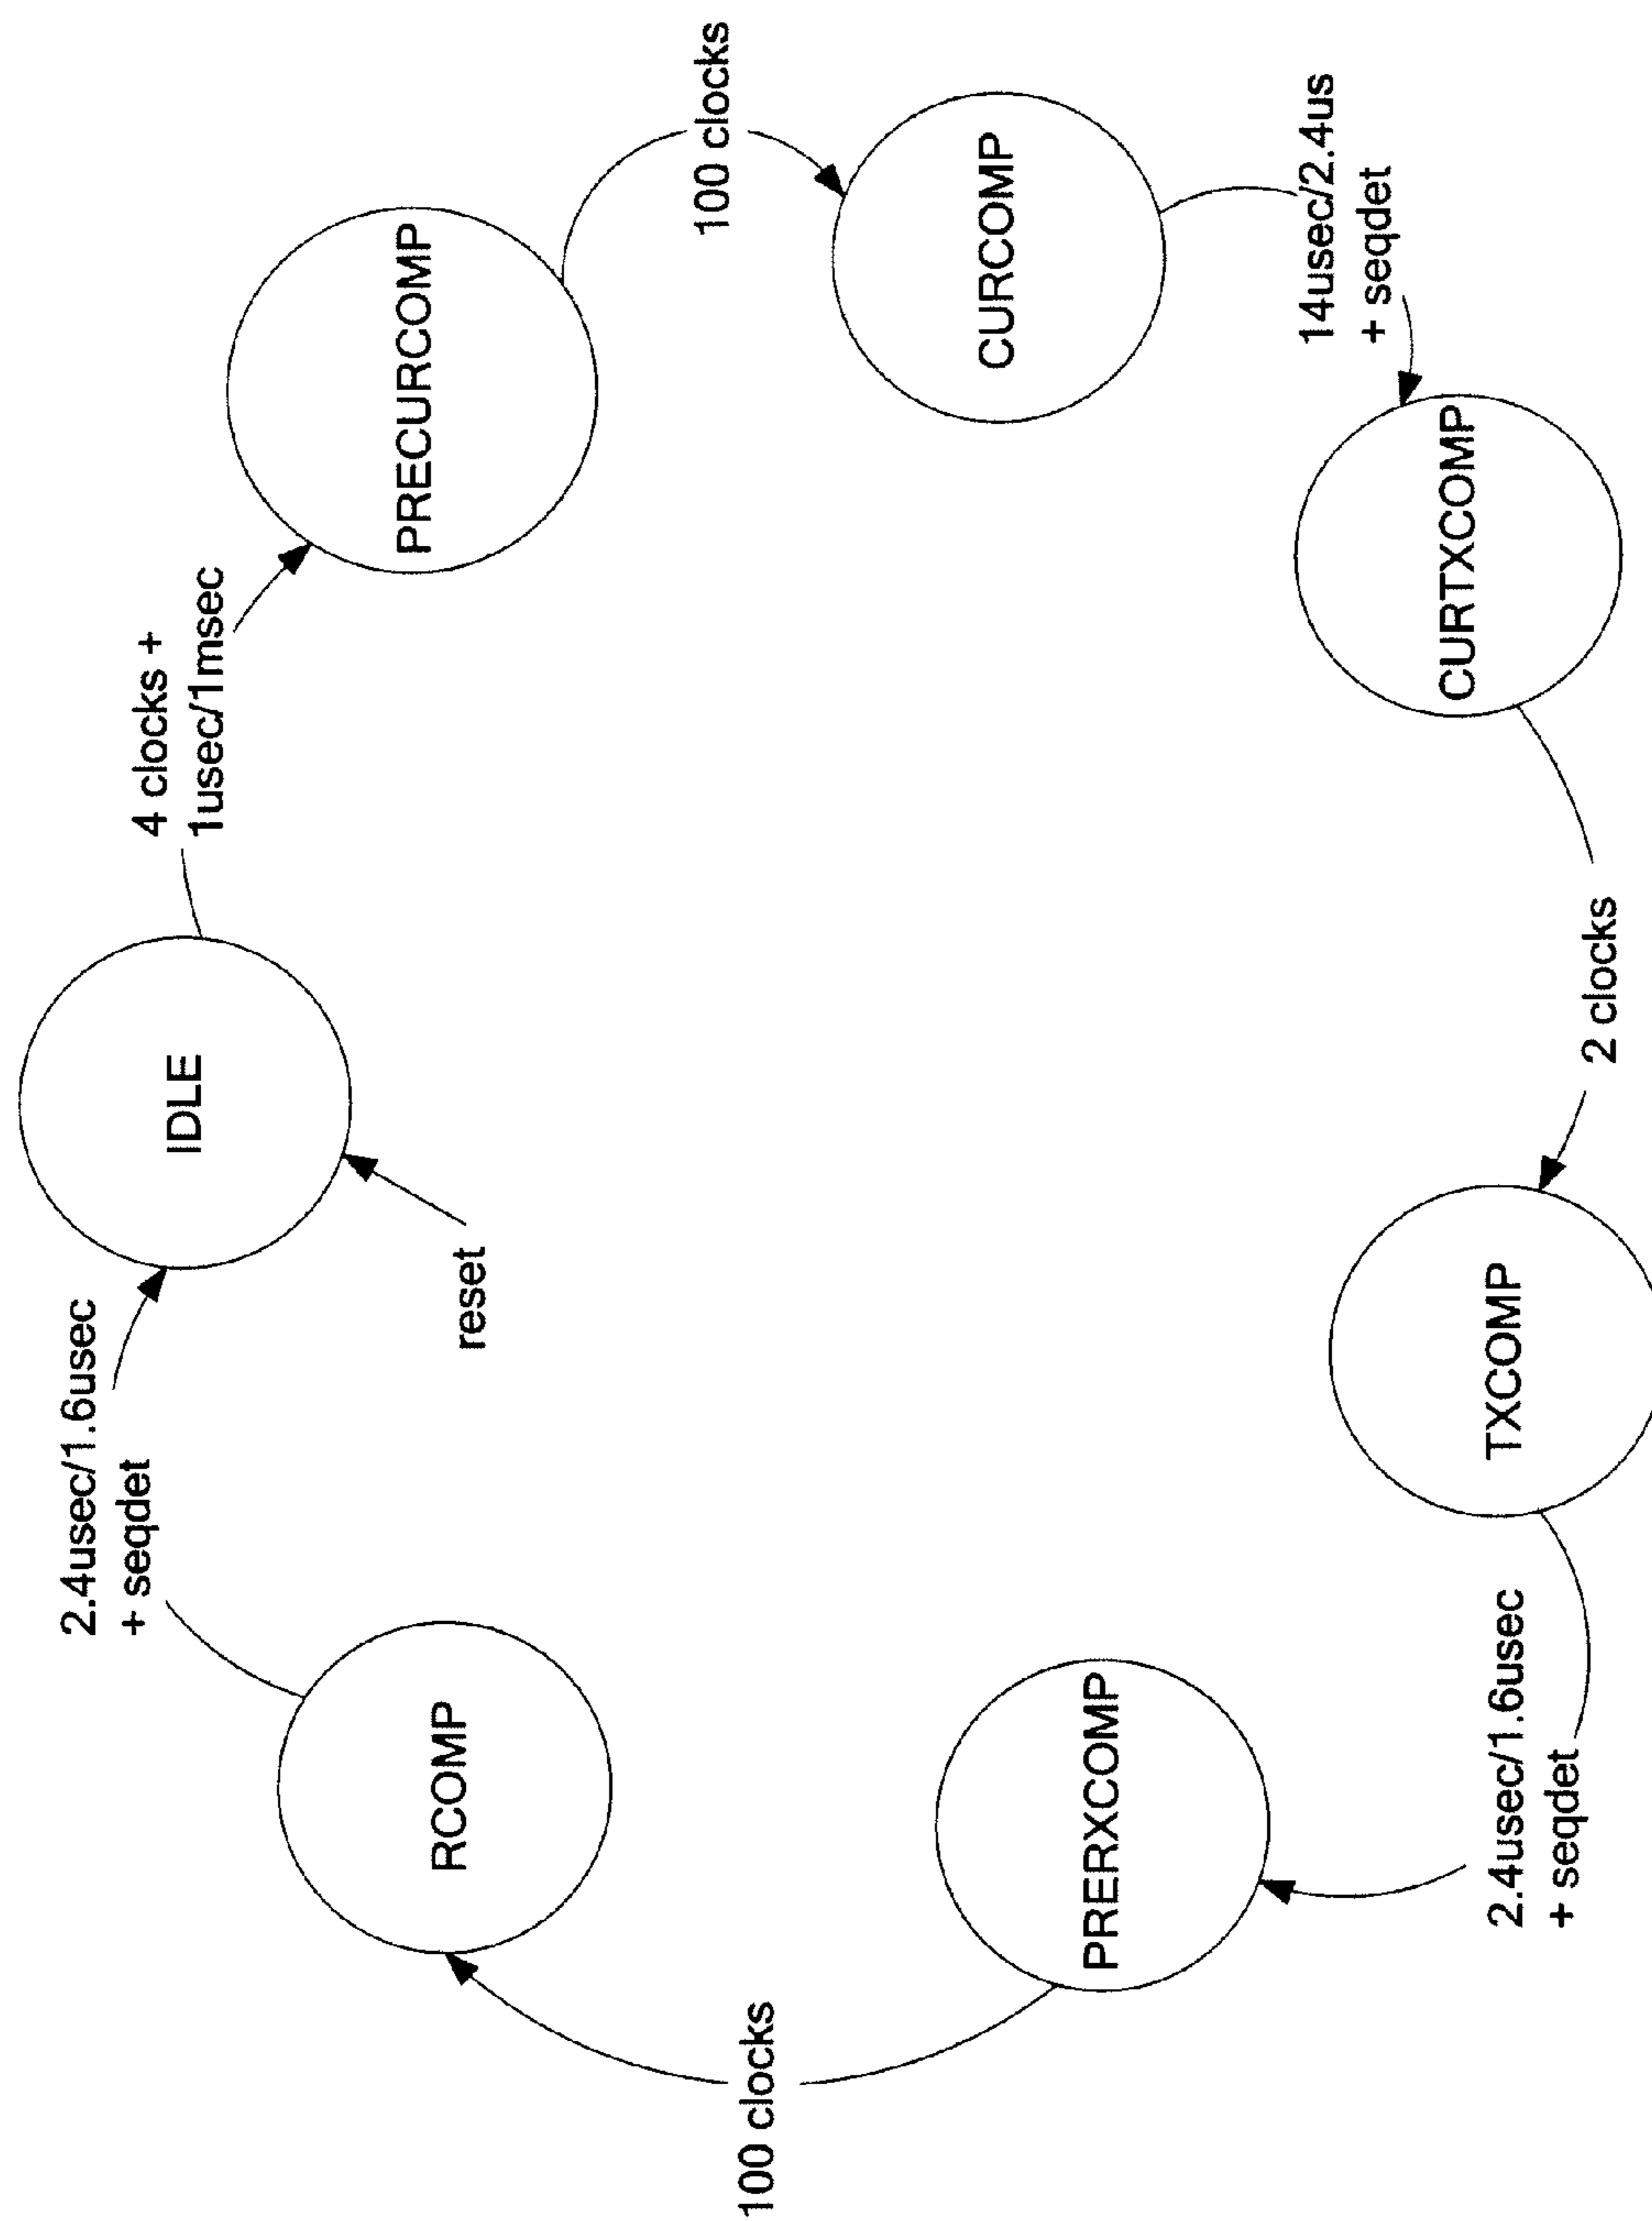 IDLE
4 clocks +
1usec/1msec
PRECURCOMP
100 clocks
CURCOMP
14usec/2.4us
+ seqdet
CURTXCOMP
2 clocks
TXCOMP
2.4usec/1.6usec
+ seqdet
PRERXCOMP
100 clocks
RCOMP
2.4usec/1.6usec
+ seqdet
reset